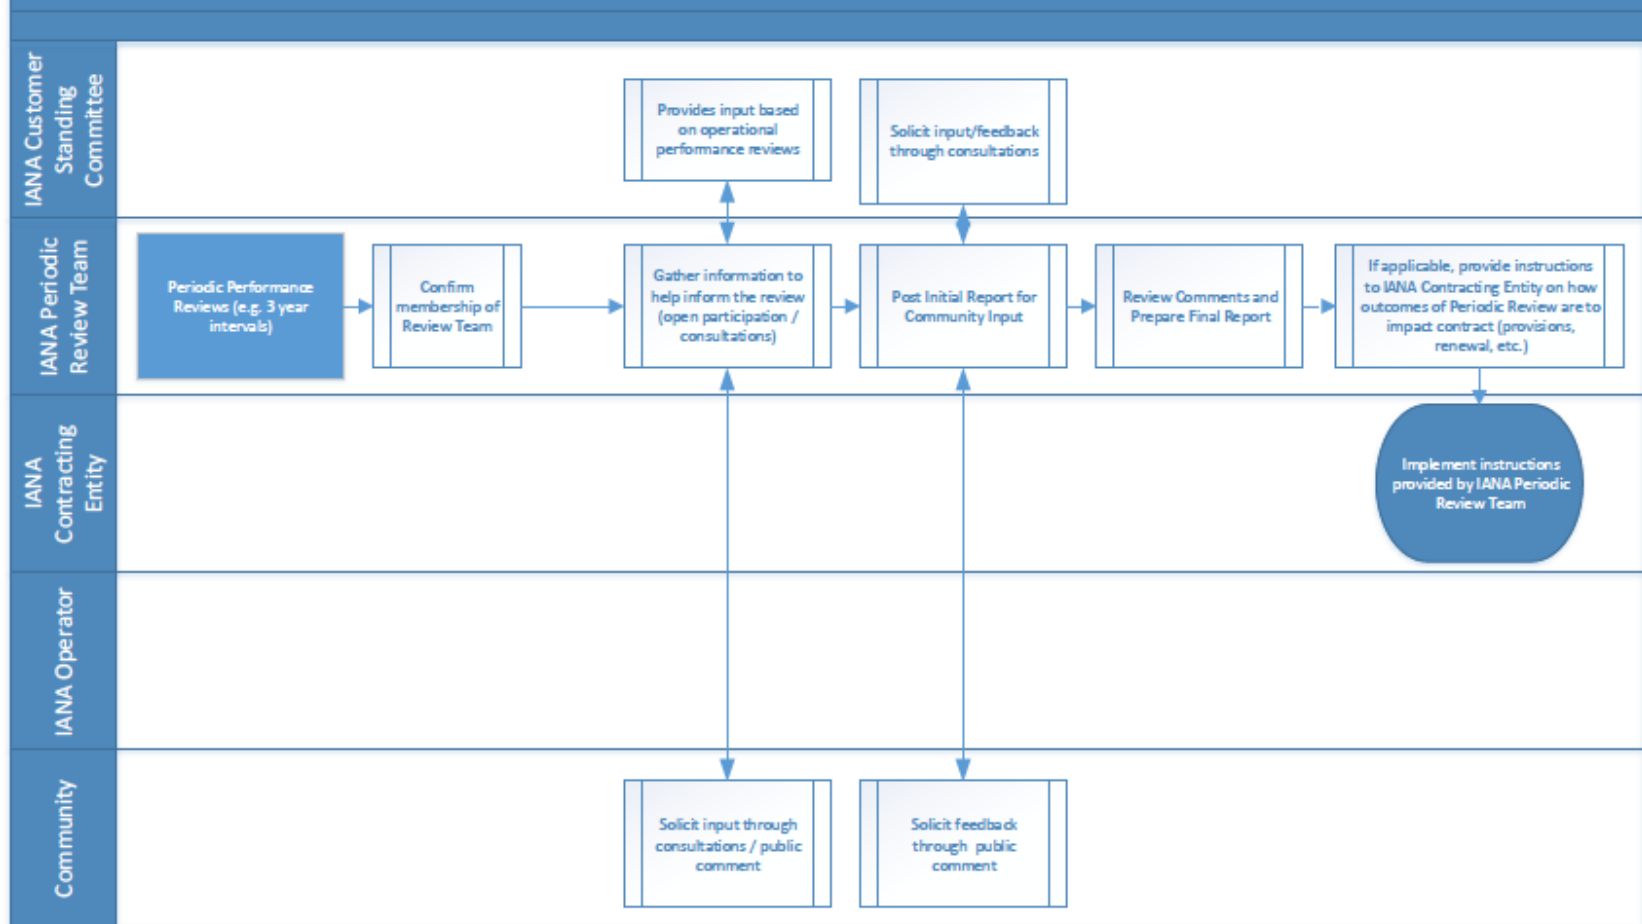 IANA Customer
Standing
Committee
Provides input based
on operational
performance reviews
Solicit input/feedback
through consultations
IANA Periodic
Review Team
Periodic Performance
Reviews (e.g. 3 year
intervals)
Confirm
membership of
Review Team
Gather information to
help inform the review
(open participation /
consultations)
Post Initial Report for
Community Input
Review Comments and
Prepare Final Report
If applicable, provide instructions
to IANA Contracting Entity on how
outcomes of Periodic Review are to
impact contract (provisions,
renewal, etc.)
IANA
Contracting
Entity
Implement instructions
provided by IANA Periodic
Review Team
IANA Operator
Community
Solicit input through
consultations / public
comment
Solicit feedback
through public
comment